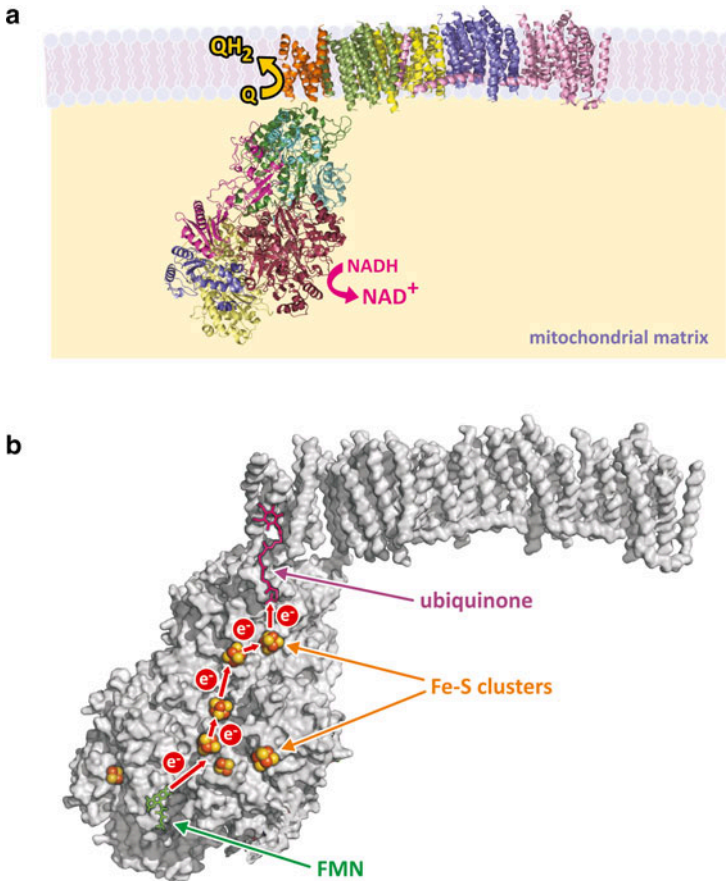 a
QH2
Q
NADH
NAD+
mitochondrial matrix
b
ubiquinone
e-
e-
Fe-S clusters
e-
e-
e-
FMN